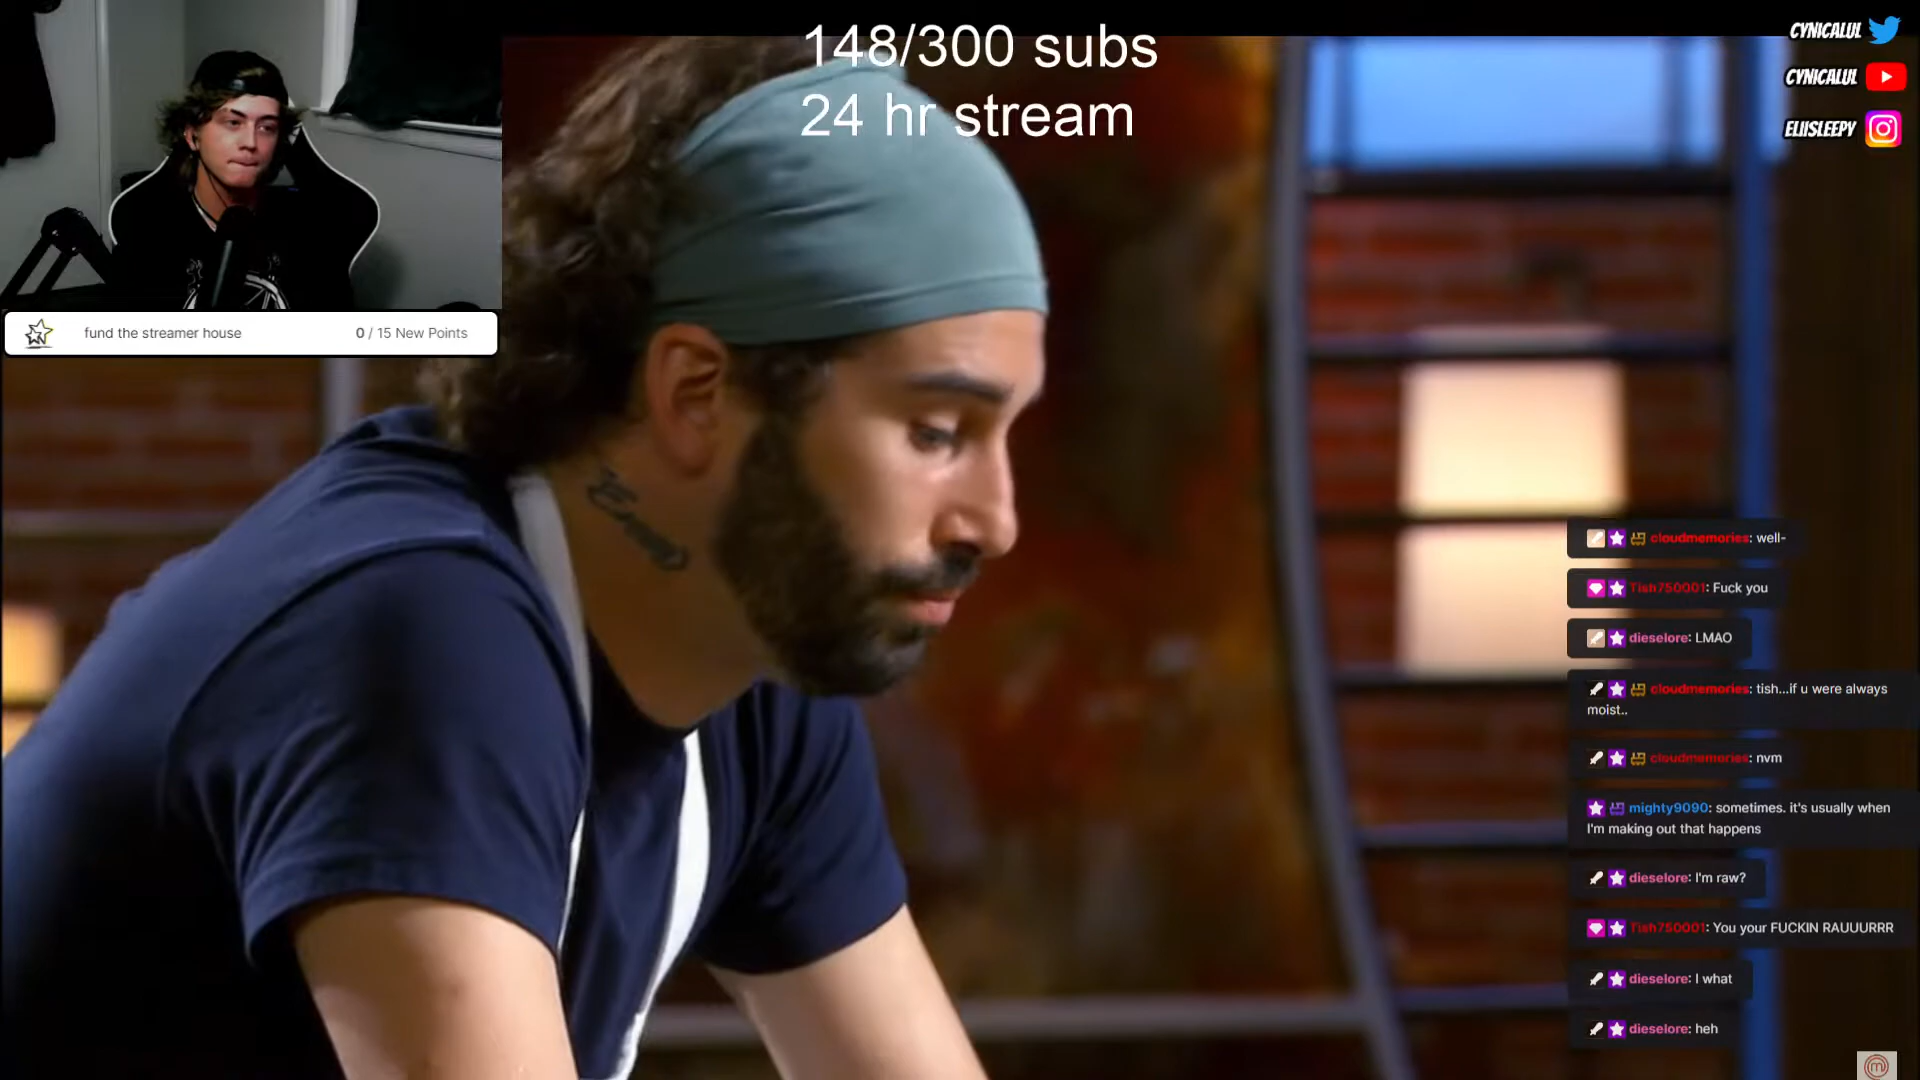 148/300 subs
24 hr stream
CYNICALUL
CYNICALUL
ELIISLEEPY
fund the streamer house 0 / 15 New Points
cloudmemories: well-
Tish750001: Fuck you
dieselore: LMAO
cloudmemories: tish...if u were always
moist..
cloudmemories: nvm
mighty9090: sometimes. it's usually when
I'm making out that happens
dieselore: I'm raw?
Tish750001: You your FUCKIN RAUUURRR
dieselore: I what
dieselore: heh